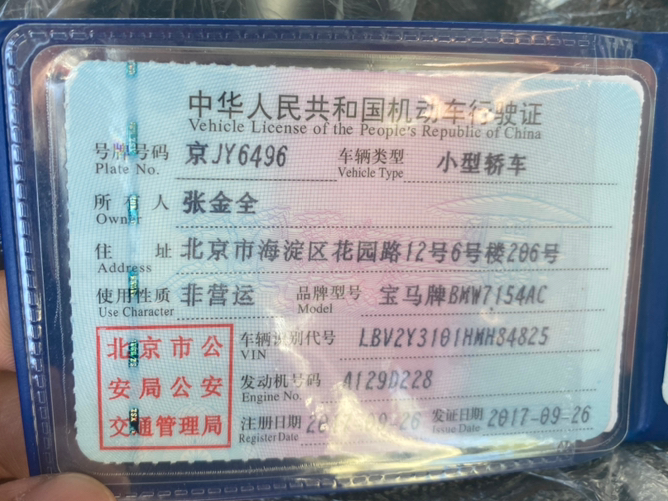 中华人民共和国机动车行驶证
Vehicle License of the People's Republic of China
号牌号码 京JY6496 车辆类型 小型轿车
Plate No. Vehicle Type
所有人 张金全
Owner
住址 北京市海淀区花园路12号6号楼206号
Address
使用性质 非营运 品牌型号 宝马牌BMW7154AC
Use Character Model
北京市公
安局公安
交通管理局
车辆识别代号 LBV2Y3101HMH84825
VIN
发动机号码 A129D228
Engine No.
注册日期 2017-09-26 发证日期 2017-09-26
Register Date Issue Date